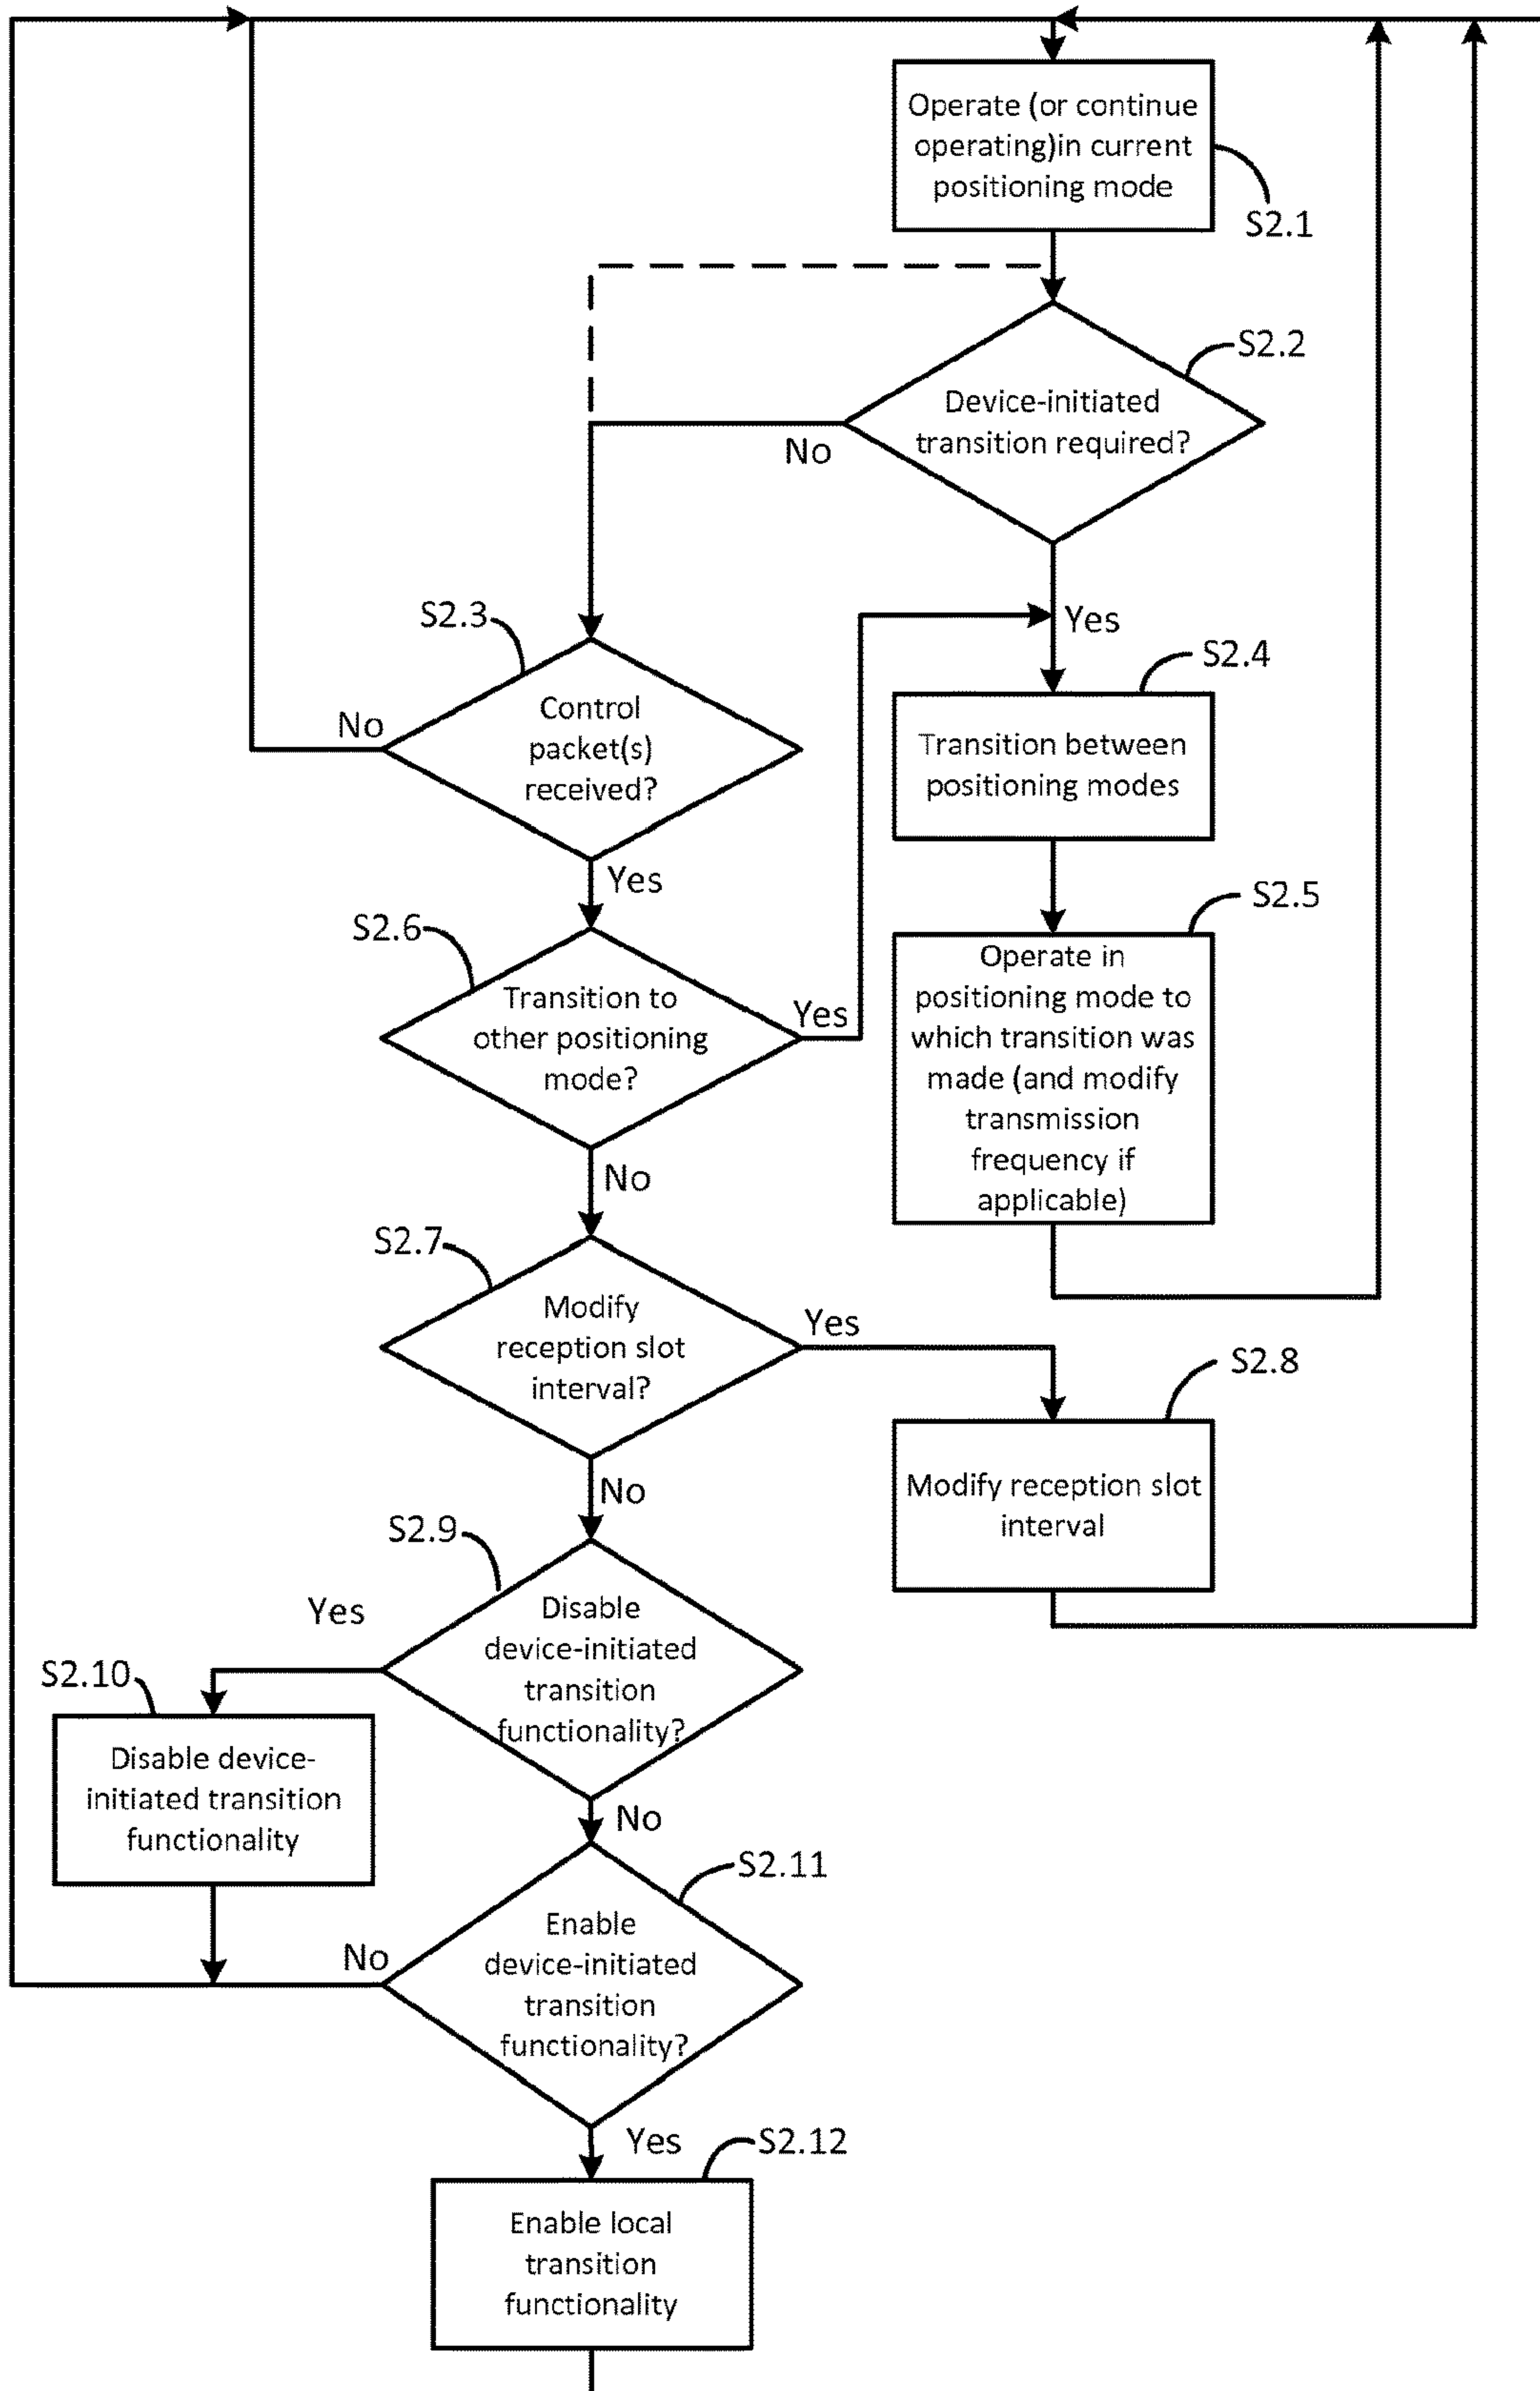 Operate (or continue
operating)in current
positioning mode
S2.1
S2.2
Device-initiated
transition required?
No
Yes
S2.3
Control
packet(s)
received?
No
Yes
S2.4
Transition between
positioning modes
S2.5
Operate in
positioning mode to
which transition was
made (and modify
transmission
frequency if
applicable)
S2.6
Transition to
other positioning
mode?
Yes
No
S2.7
Modify
reception slot
interval?
Yes
No
S2.8
Modify reception slot
interval
S2.9
Disable
device-initiated
transition
functionality?
Yes
No
S2.10
Disable device-
initiated transition
functionality
S2.11
Enable
device-initiated
transition
functionality?
No
Yes
S2.12
Enable local
transition
functionality